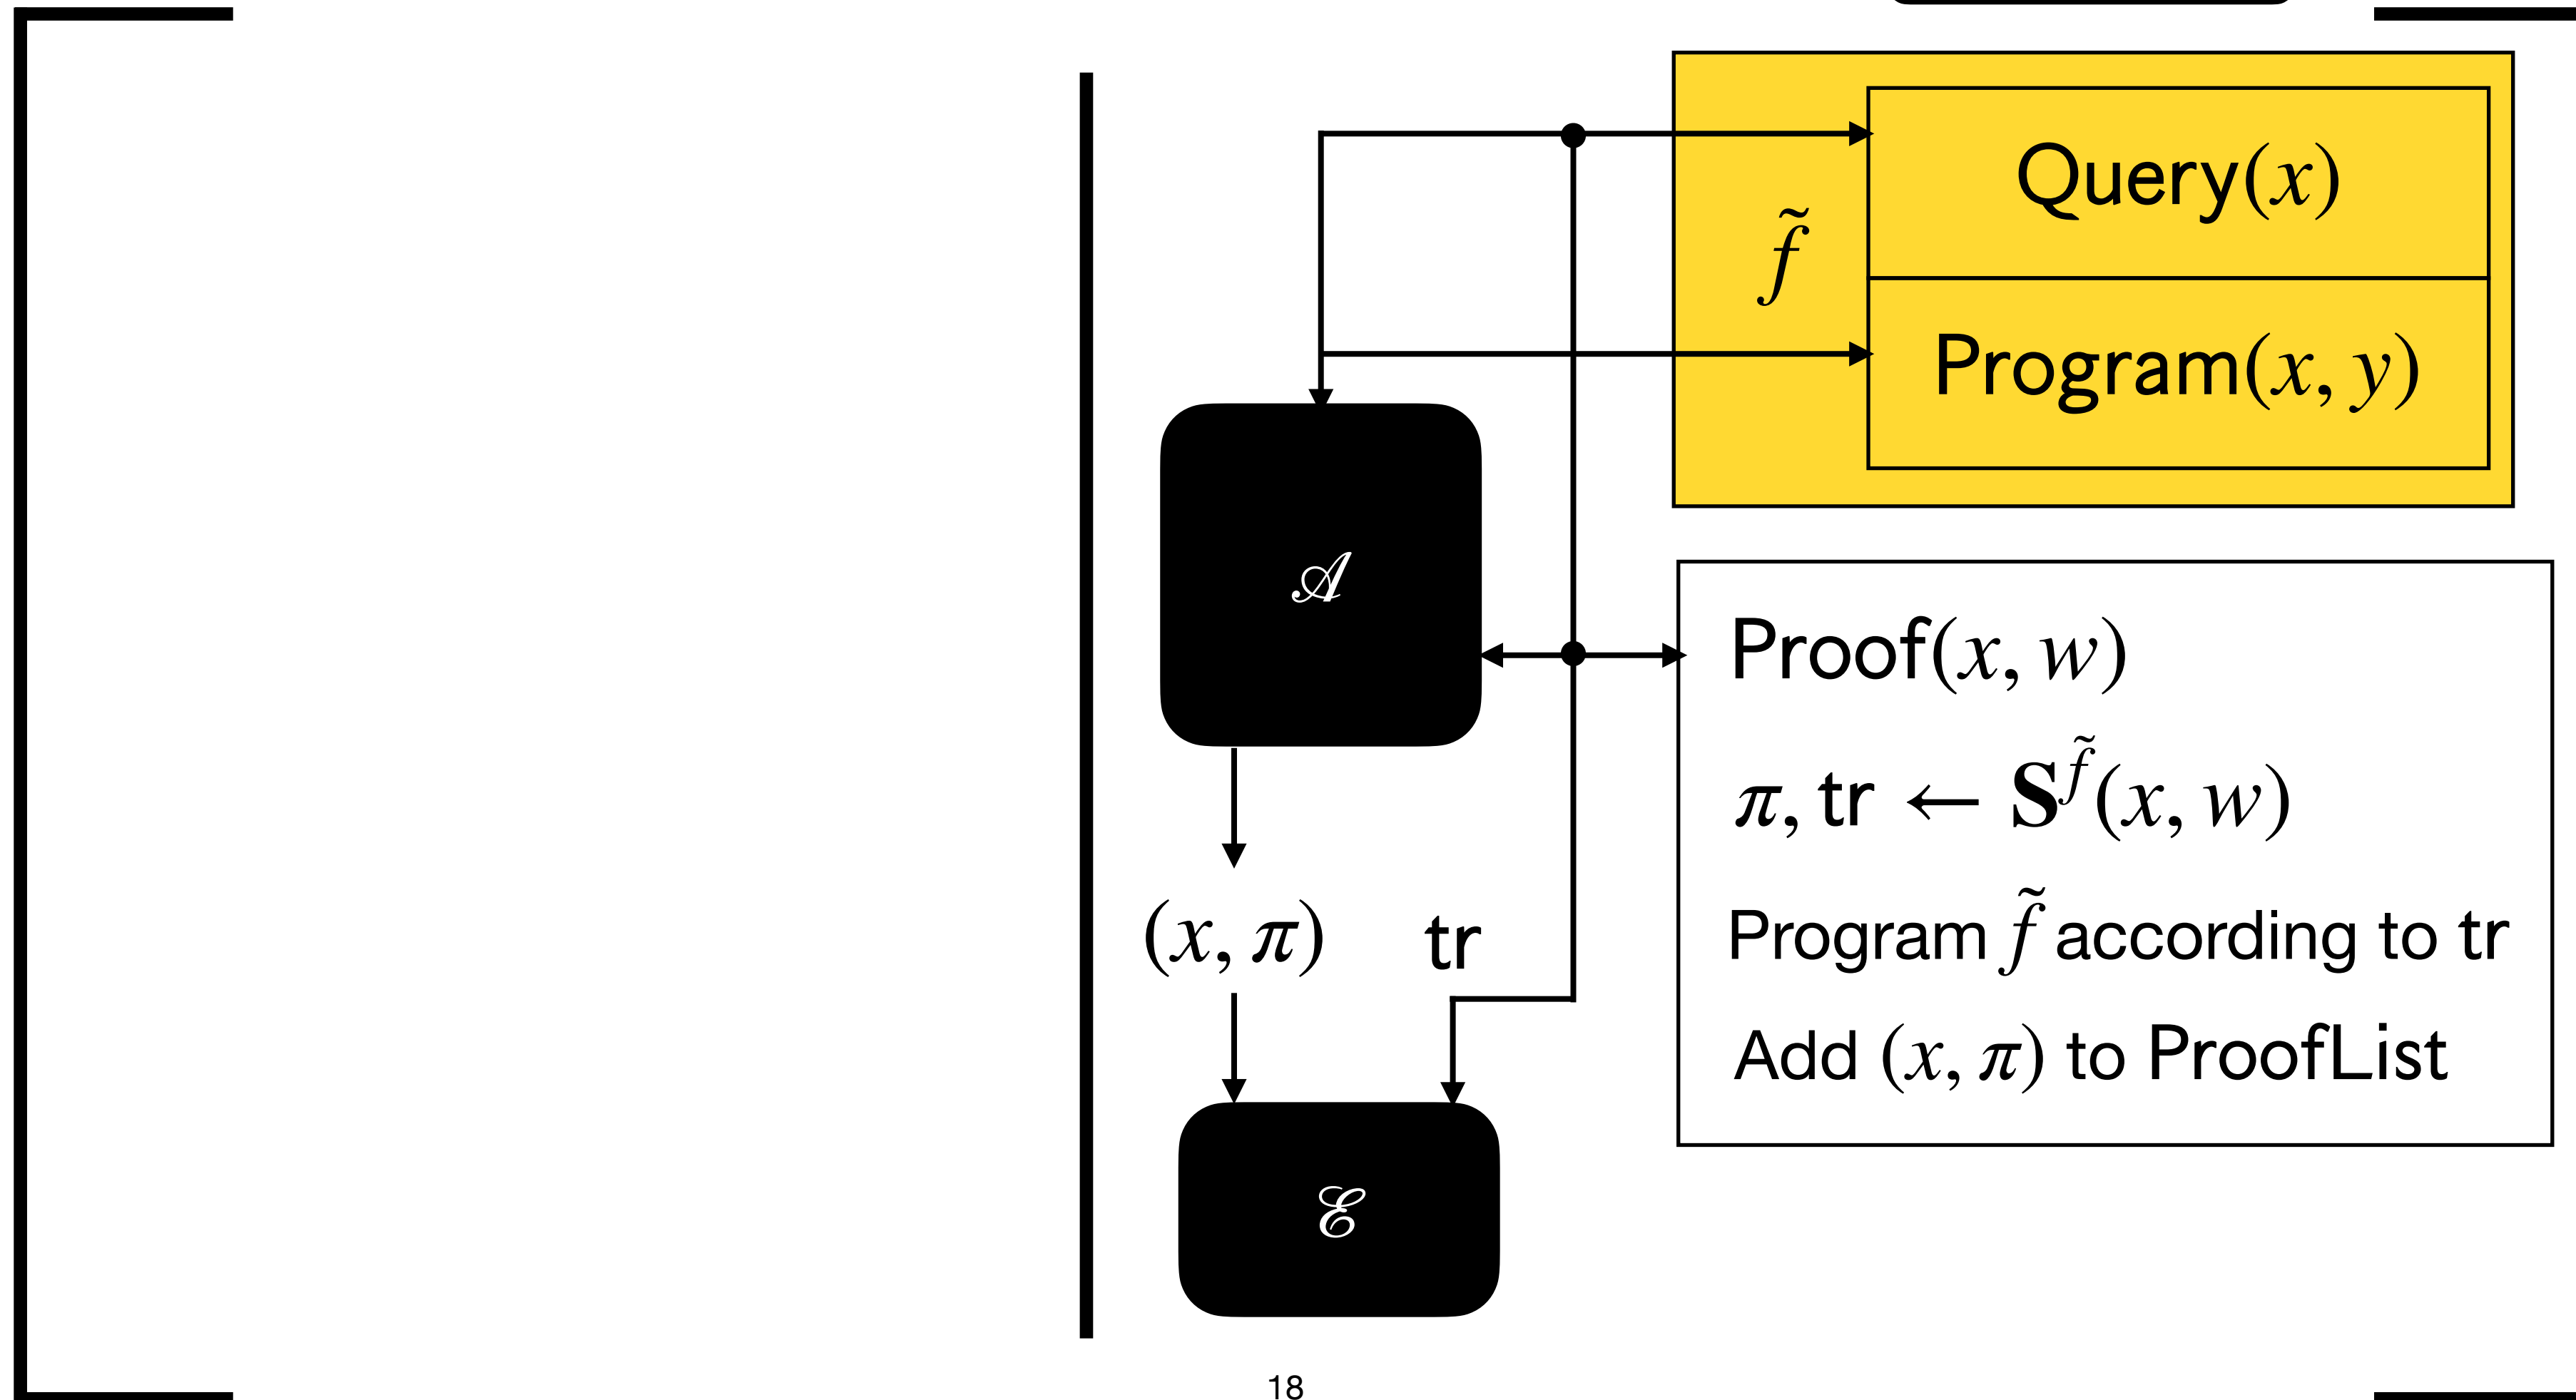 Query(x)
f̃
Program(x, y)
𝒜
Proof(x, w)
π, tr ← S^f̃(x, w)
(x, π)
tr
Program f̃ according to tr
Add (x, π) to ProofList
ℰ
18